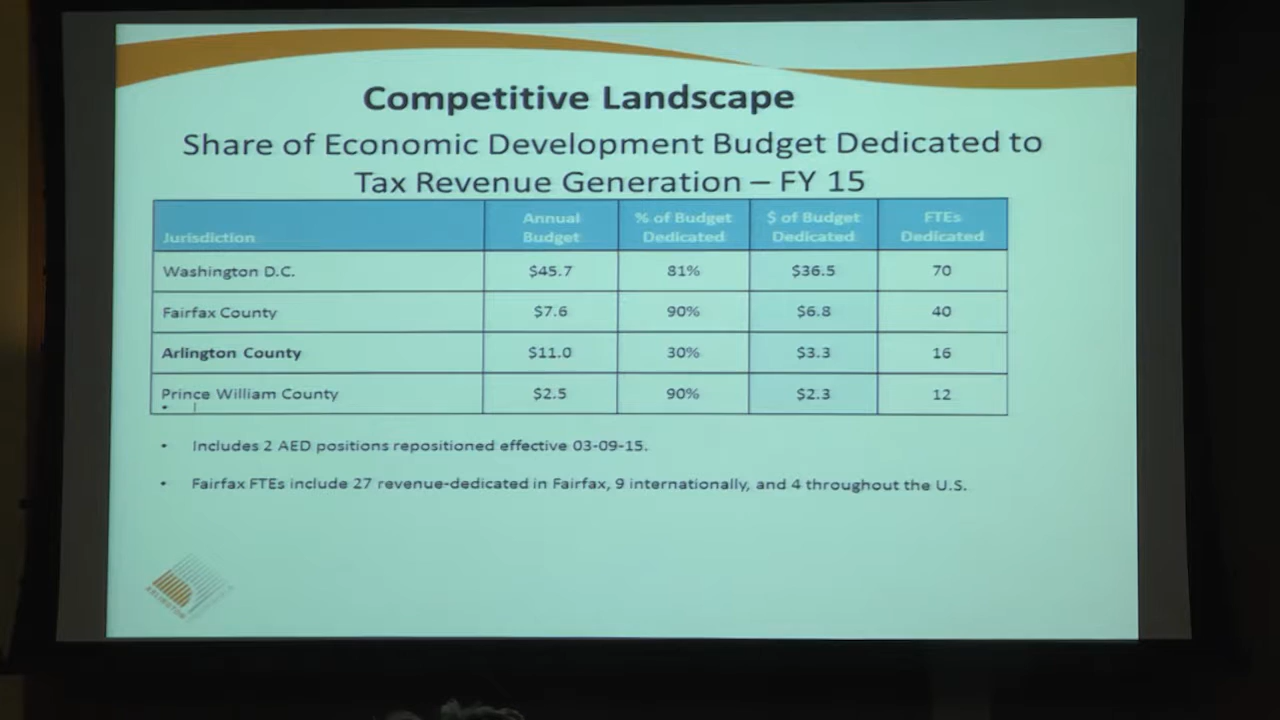 Competitive Landscape
Share of Economic Development Budget Dedicated to
Tax Revenue Generation – FY 15
Jurisdiction Annual Budget % of Budget Dedicated $ of Budget Dedicated FTEs Dedicated
Washington D.C. $45.7 81% $36.5 70
Fairfax County $7.6 90% $6.8 40
Arlington County $11.0 30% $3.3 16
Prince William County $2.5 90% $2.3 12
• Includes 2 AED positions repositioned effective 03-09-15.
• Fairfax FTEs include 27 revenue-dedicated in Fairfax, 9 internationally, and 4 throughout the U.S.
ARLINGTON